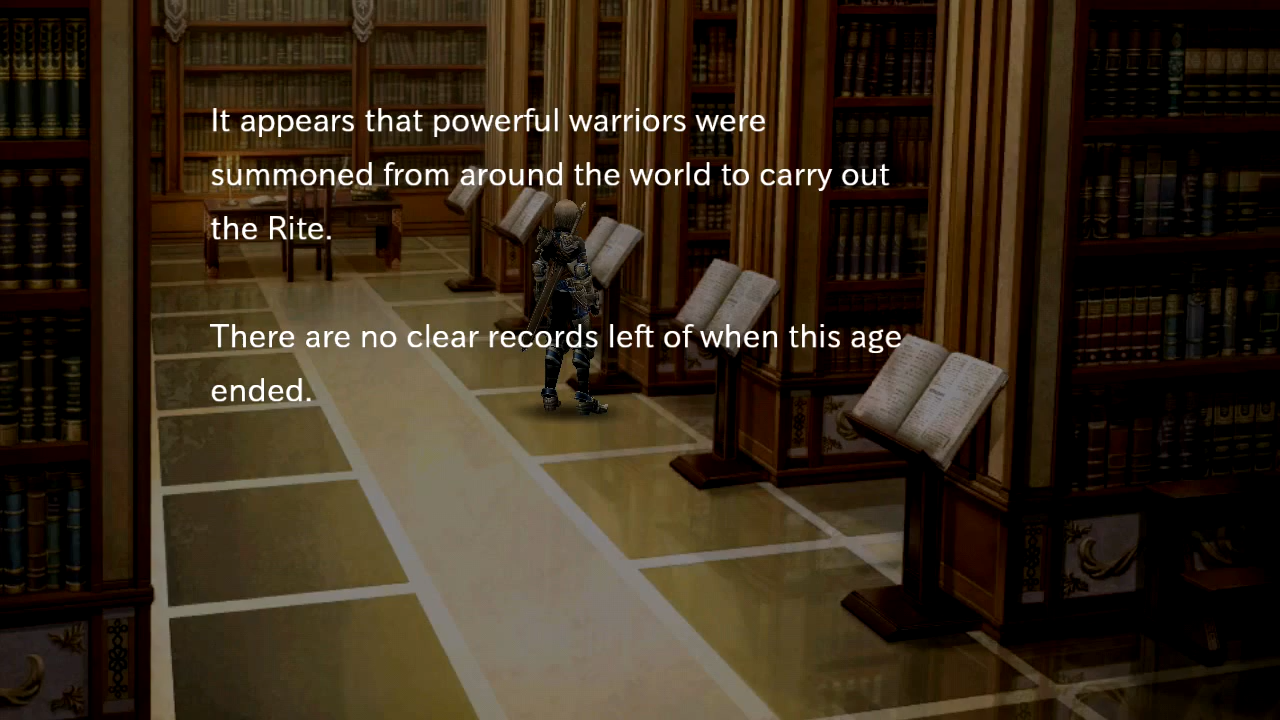 It appears that powerful warriors were
summoned from around the world to carry out
the Rite.
There are no clear records left of when this age
ended.